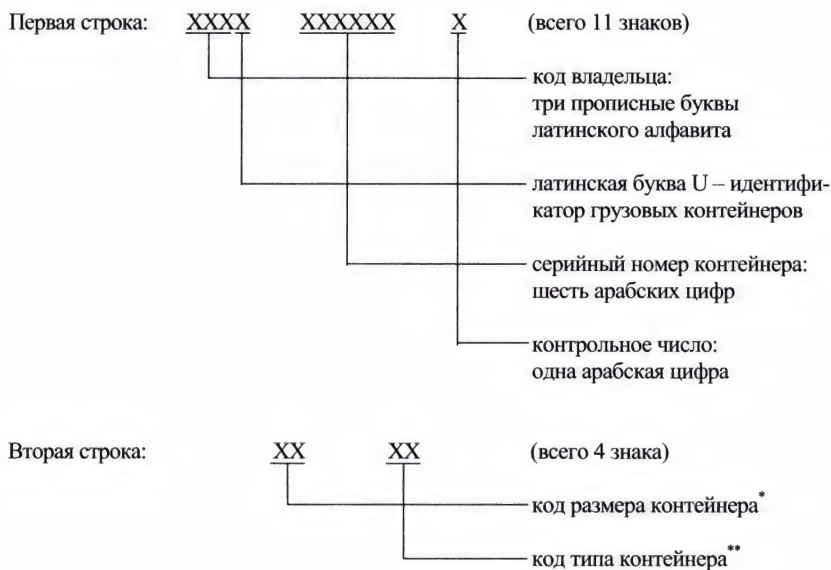 Первая строка: XXXX XXXXXX X (всего 11 знаков)
код владельца:
три прописные буквы
латинского алфавита
латинская буква U – идентифи-
катор грузовых контейнеров
серийный номер контейнера:
шесть арабских цифр
контрольное число:
одна арабская цифра
Вторая строка: XX XX (всего 4 знака)
код размера контейнера*
код типа контейнера**